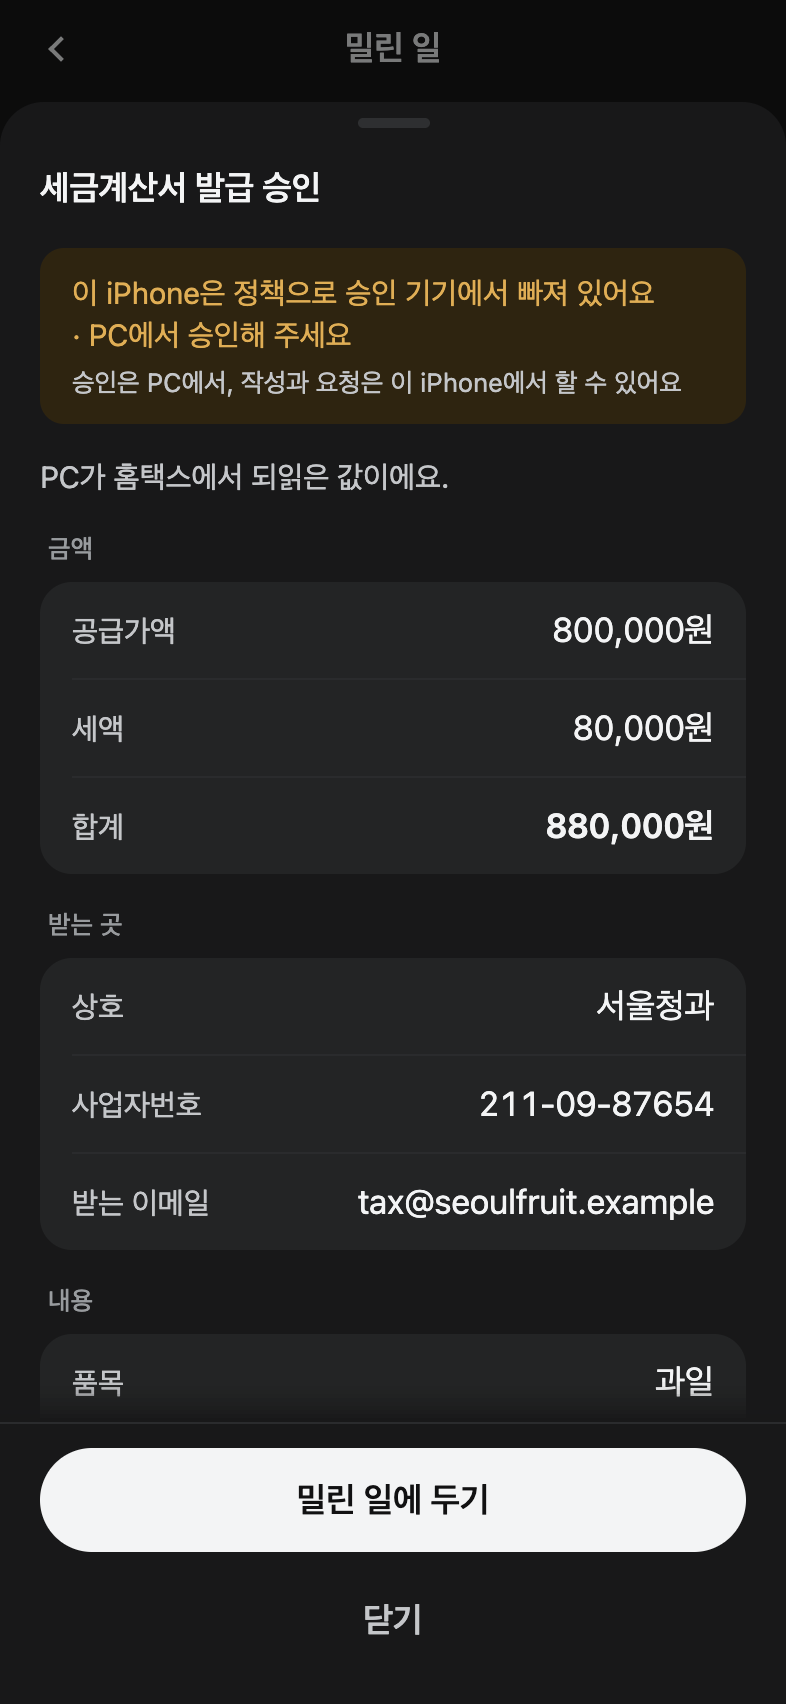 밀린 일
세금계산서 발급 승인
이 iPhone은 정책으로 승인 기기에서 빠져 있어요
· PC에서 승인해 주세요
승인은 PC에서, 작성과 요청은 이 iPhone에서 할 수 있어요
PC가 홈택스에서 되읽은 값이에요.
금액
공급가액 800,000원
세액 80,000원
합계 880,000원
받는 곳
상호 서울청과
사업자번호 211-09-87654
받는 이메일 tax@seoulfruit.example
내용
품목 과일
밀린 일에 두기
닫기